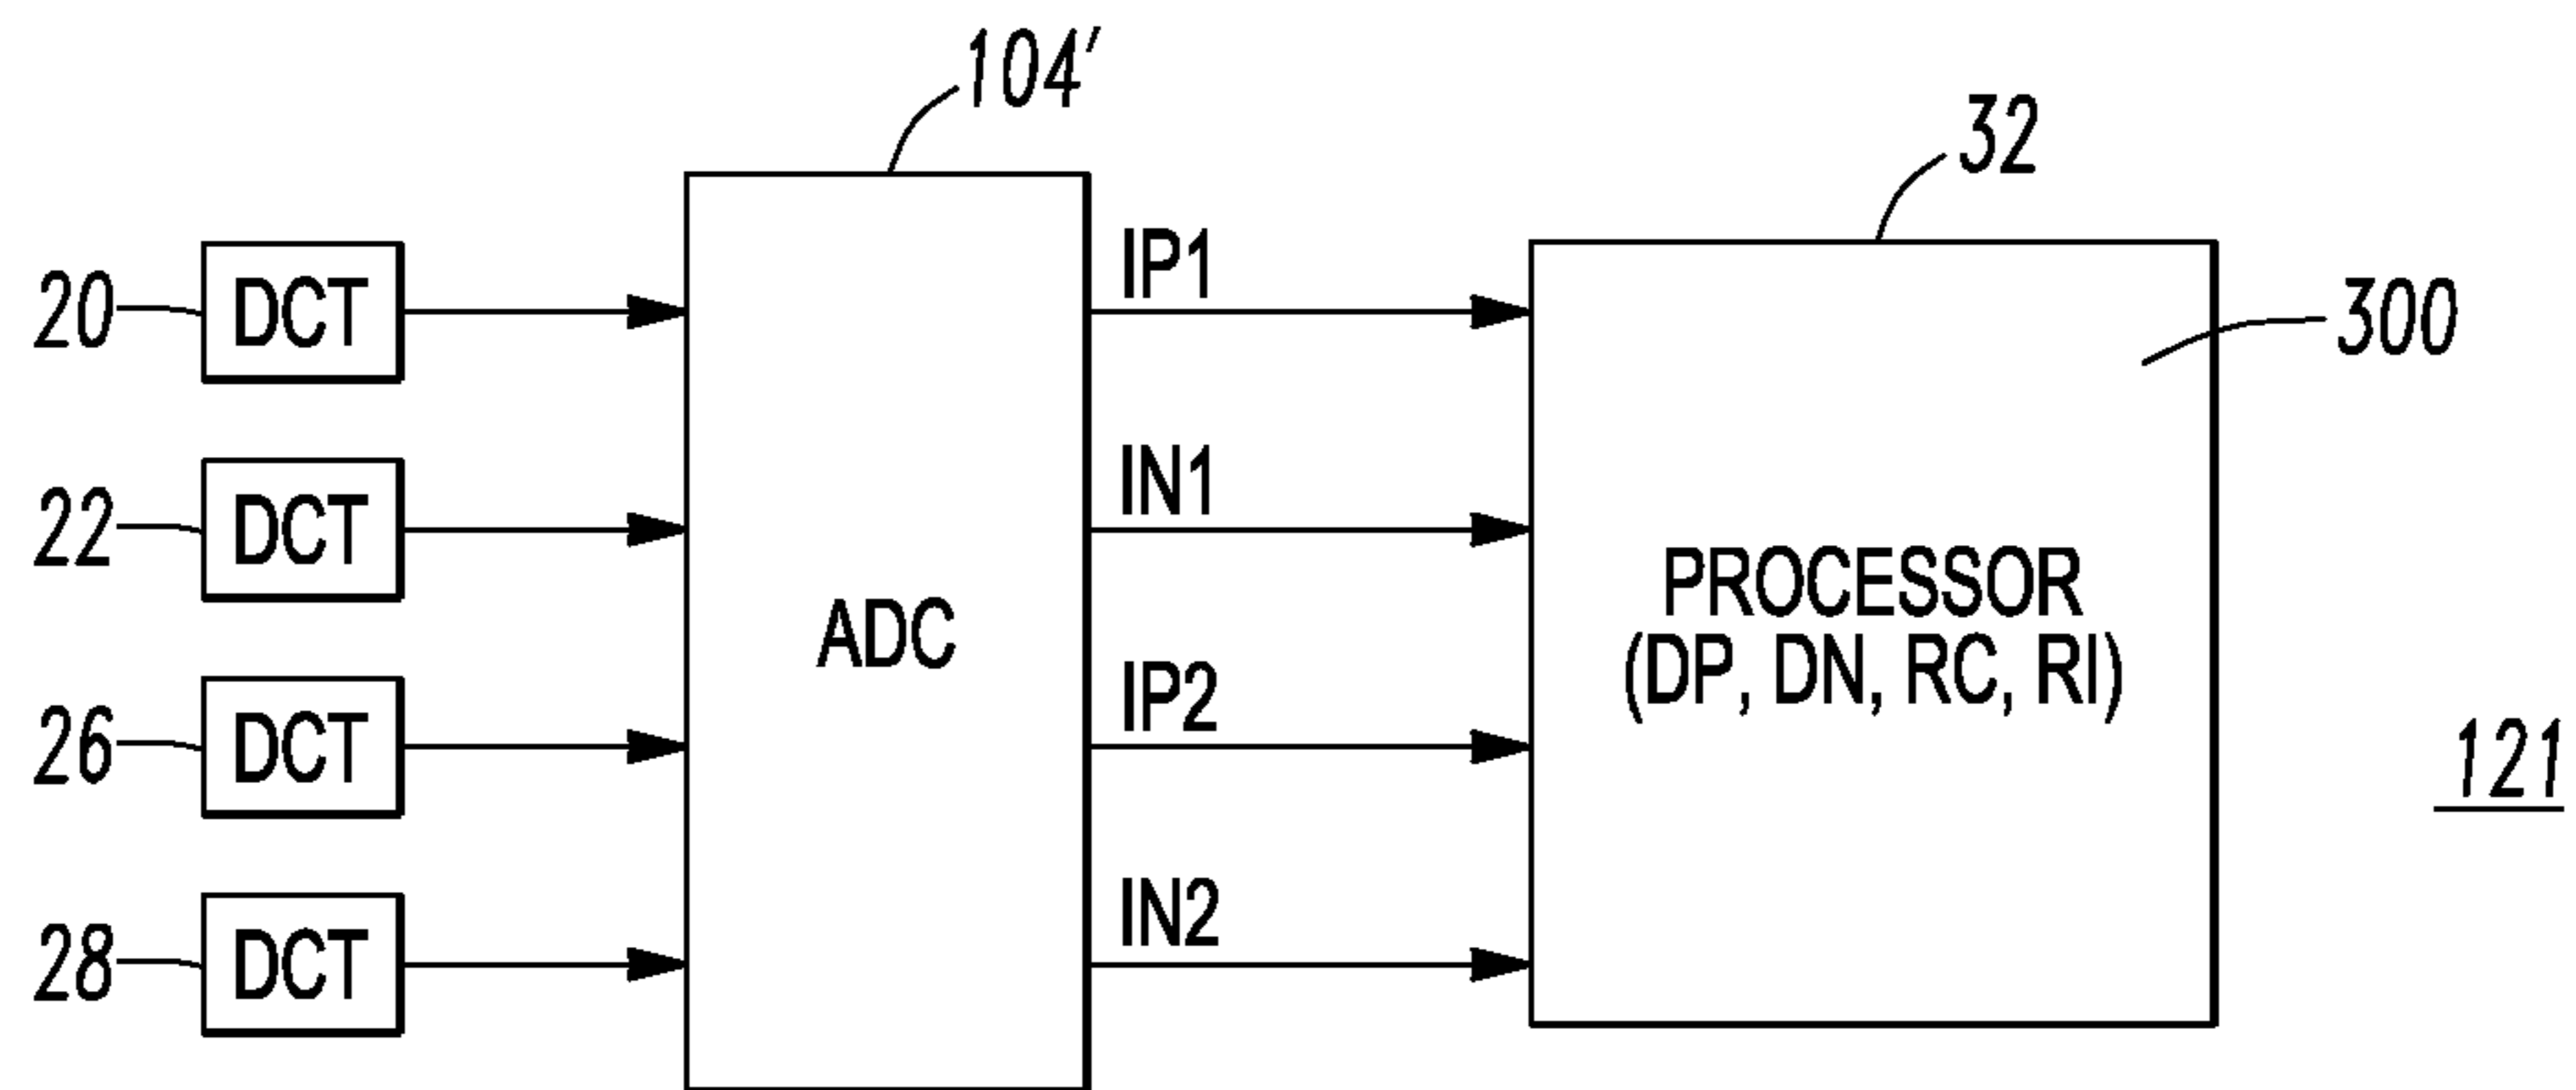 104'
32
20
DCT
IP1
300
22
DCT
IN1
ADC
PROCESSOR
(DP, DN, RC, RI)
26
DCT
IP2
121
28
DCT
IN2